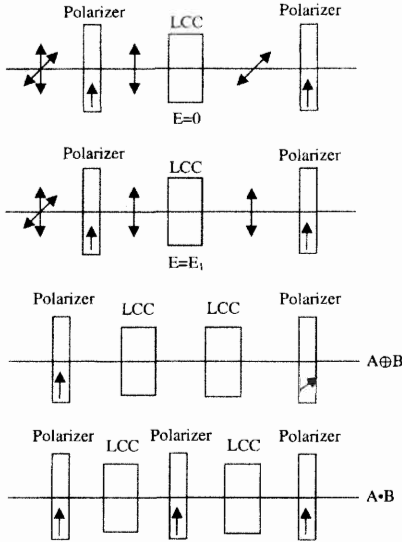 LCC
Polarizer Polarizer
E=0
Polarizer LCC Polarizer
E=E₁
Polarizer LCC LCC Polarizer
A⊕B
Polarizer LCC Polarizer LCC Polarizer
A•B